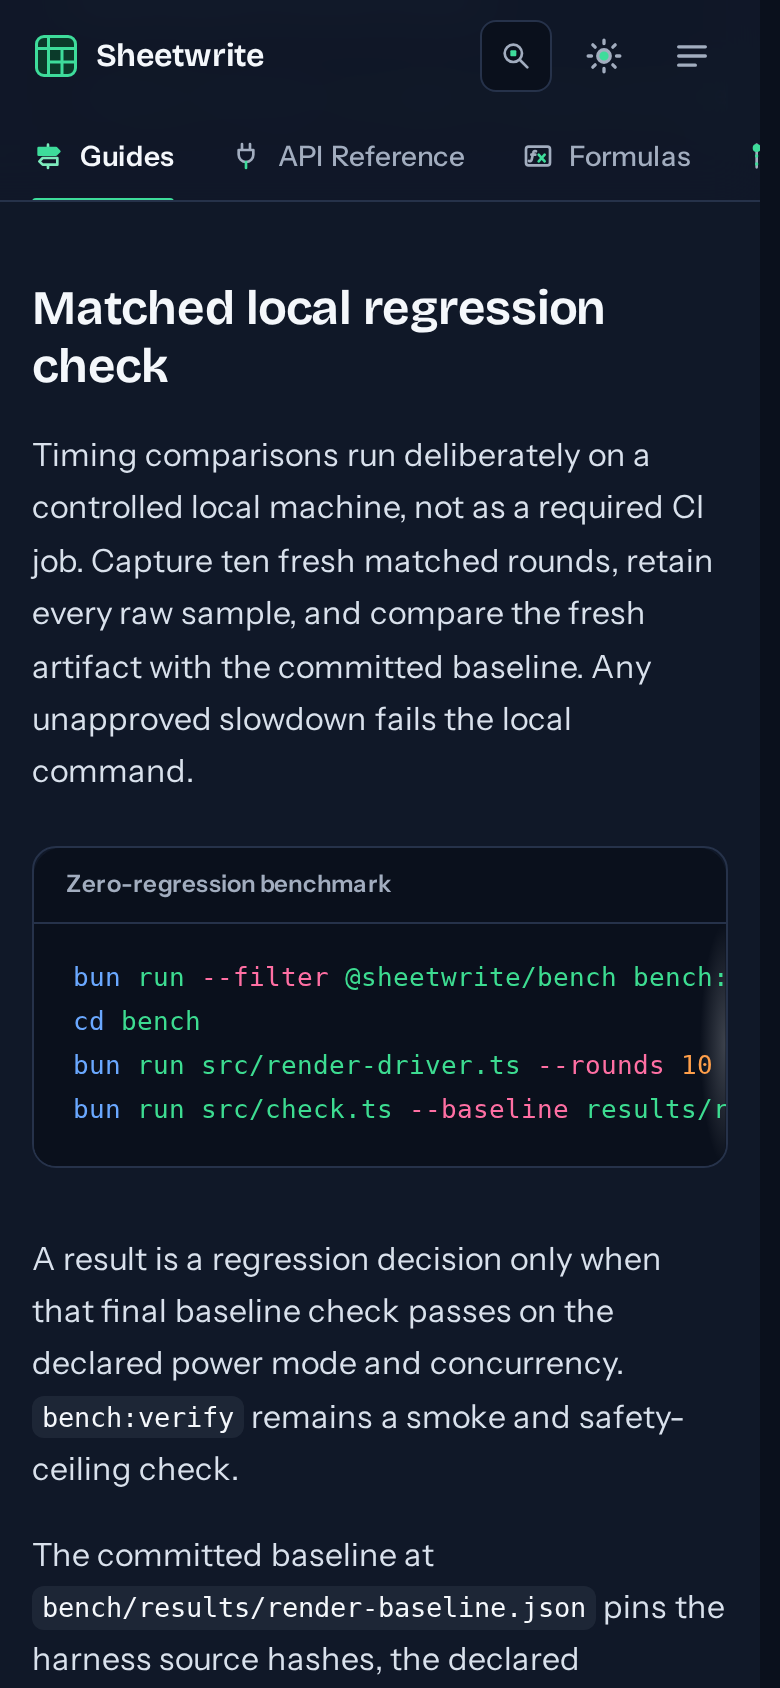 Sheetwrite
Guides
API Reference
Formulas
Matched local regression
check
Timing comparisons run deliberately on a
controlled local machine, not as a required CI
job. Capture ten fresh matched rounds, retain
every raw sample, and compare the fresh
artifact with the committed baseline. Any
unapproved slowdown fails the local
command.
Zero-regression benchmark
bun run --filter @sheetwrite/bench bench:
cd bench
bun run src/render-driver.ts --rounds 10
bun run src/check.ts --baseline results/r
A result is a regression decision only when
that final baseline check passes on the
declared power mode and concurrency.
bench:verify remains a smoke and safety-
ceiling check.
The committed baseline at
bench/results/render-baseline.json pins the
harness source hashes, the declared